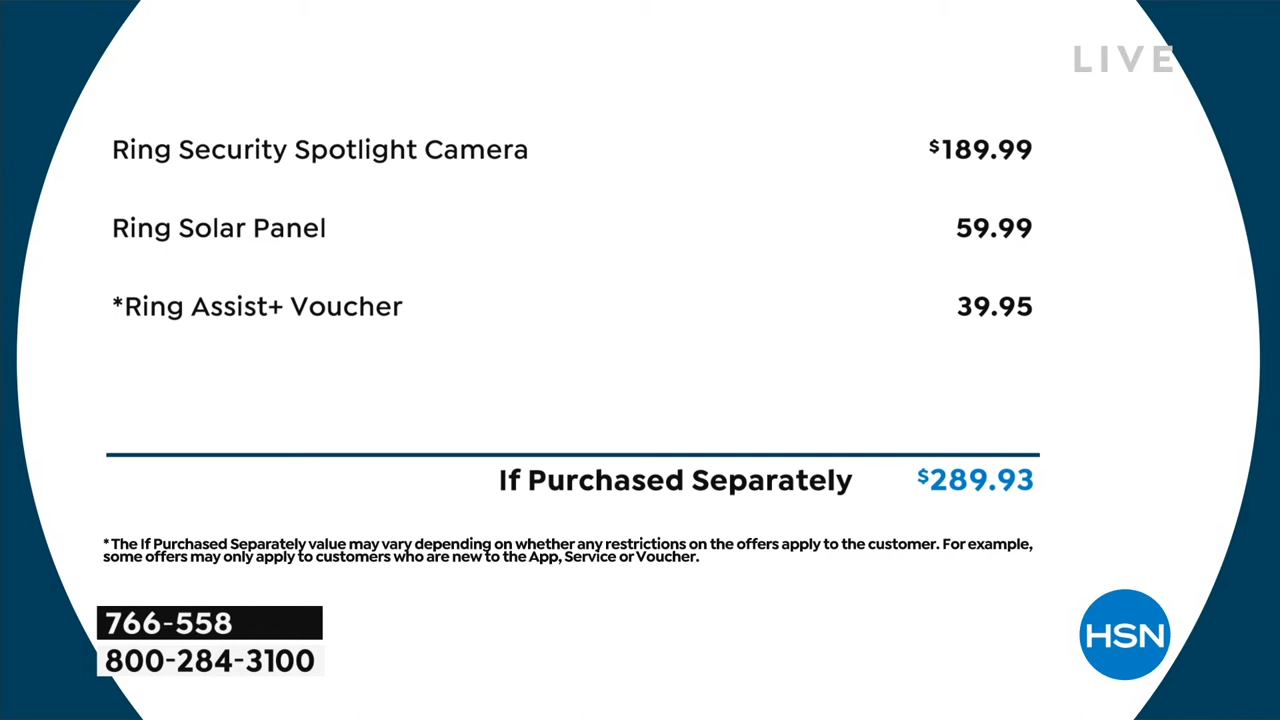 LIVE
Ring Security Spotlight Camera $189.99
Ring Solar Panel 59.99
*Ring Assist+ Voucher 39.95
If Purchased Separately $289.93
*The If Purchased Separately value may vary depending on whether any restrictions on the offers apply to the customer. For example,
some offers may only apply to customers who are new to the App, Service or Voucher.
766-558
800-284-3100
HSN